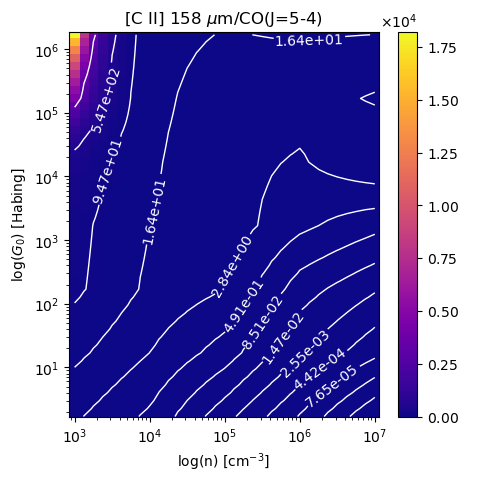 [C II] 158 μm/CO(J=5-4)
×10⁴
10⁶
10⁵
10⁴
10³
10²
10¹
log(G₀) [Habing]
1.64e+01
5.47e+02
9.47e+01
1.64e+01
2.84e+00
4.91e-01
8.51e-02
1.47e-02
2.55e-03
4.42e-04
7.65e-05
1.75
1.50
1.25
1.00
0.75
0.50
0.25
0.00
10³ 10⁴ 10⁵ 10⁶ 10⁷
log(n) [cm⁻³]